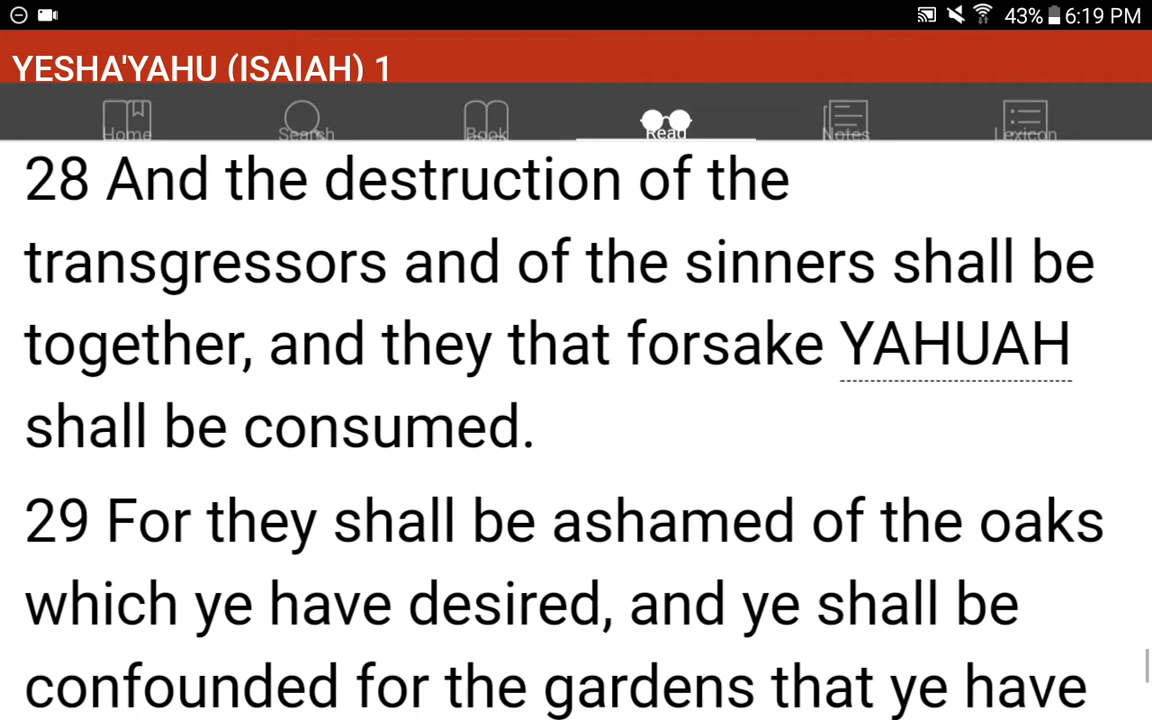 43% 6:19 PM
YESHA'YAHU (ISAIAH) 1
Home Search Book Read Notes Lexicon
28 And the destruction of the
transgressors and of the sinners shall be
together, and they that forsake YAHUAH
shall be consumed.
29 For they shall be ashamed of the oaks
which ye have desired, and ye shall be
confounded for the gardens that ye have